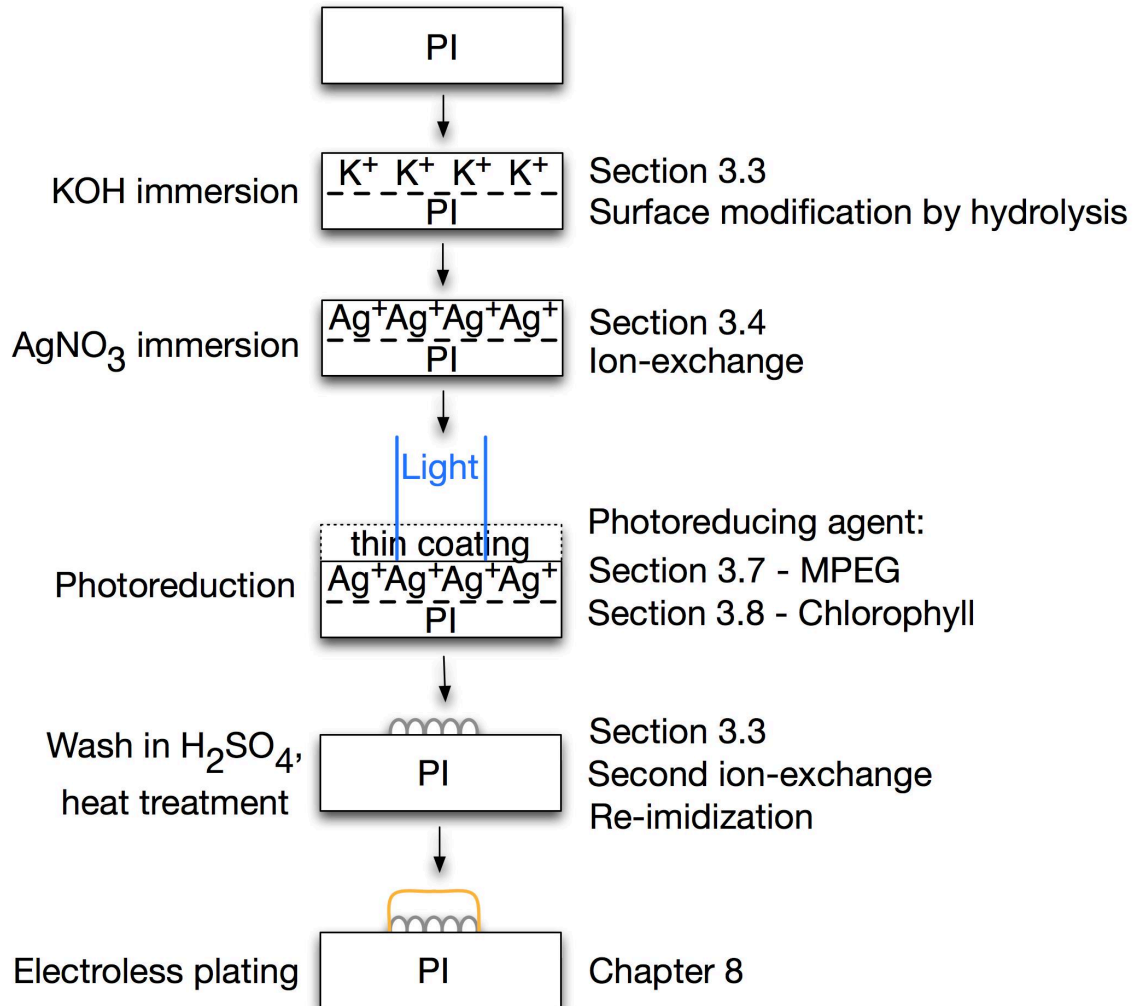 PI
KOH immersion
K⁺ K⁺ K⁺ K⁺
PI
Section 3.3
Surface modification by hydrolysis
AgNO₃ immersion
Ag⁺Ag⁺Ag⁺Ag⁺
PI
Section 3.4
Ion-exchange
Light
thin coating
Photoreduction
Ag⁺Ag⁺Ag⁺Ag⁺
PI
Photoreducing agent:
Section 3.7 - MPEG
Section 3.8 - Chlorophyll
Wash in H₂SO₄,
heat treatment
PI
Section 3.3
Second ion-exchange
Re-imidization
Electroless plating
PI
Chapter 8